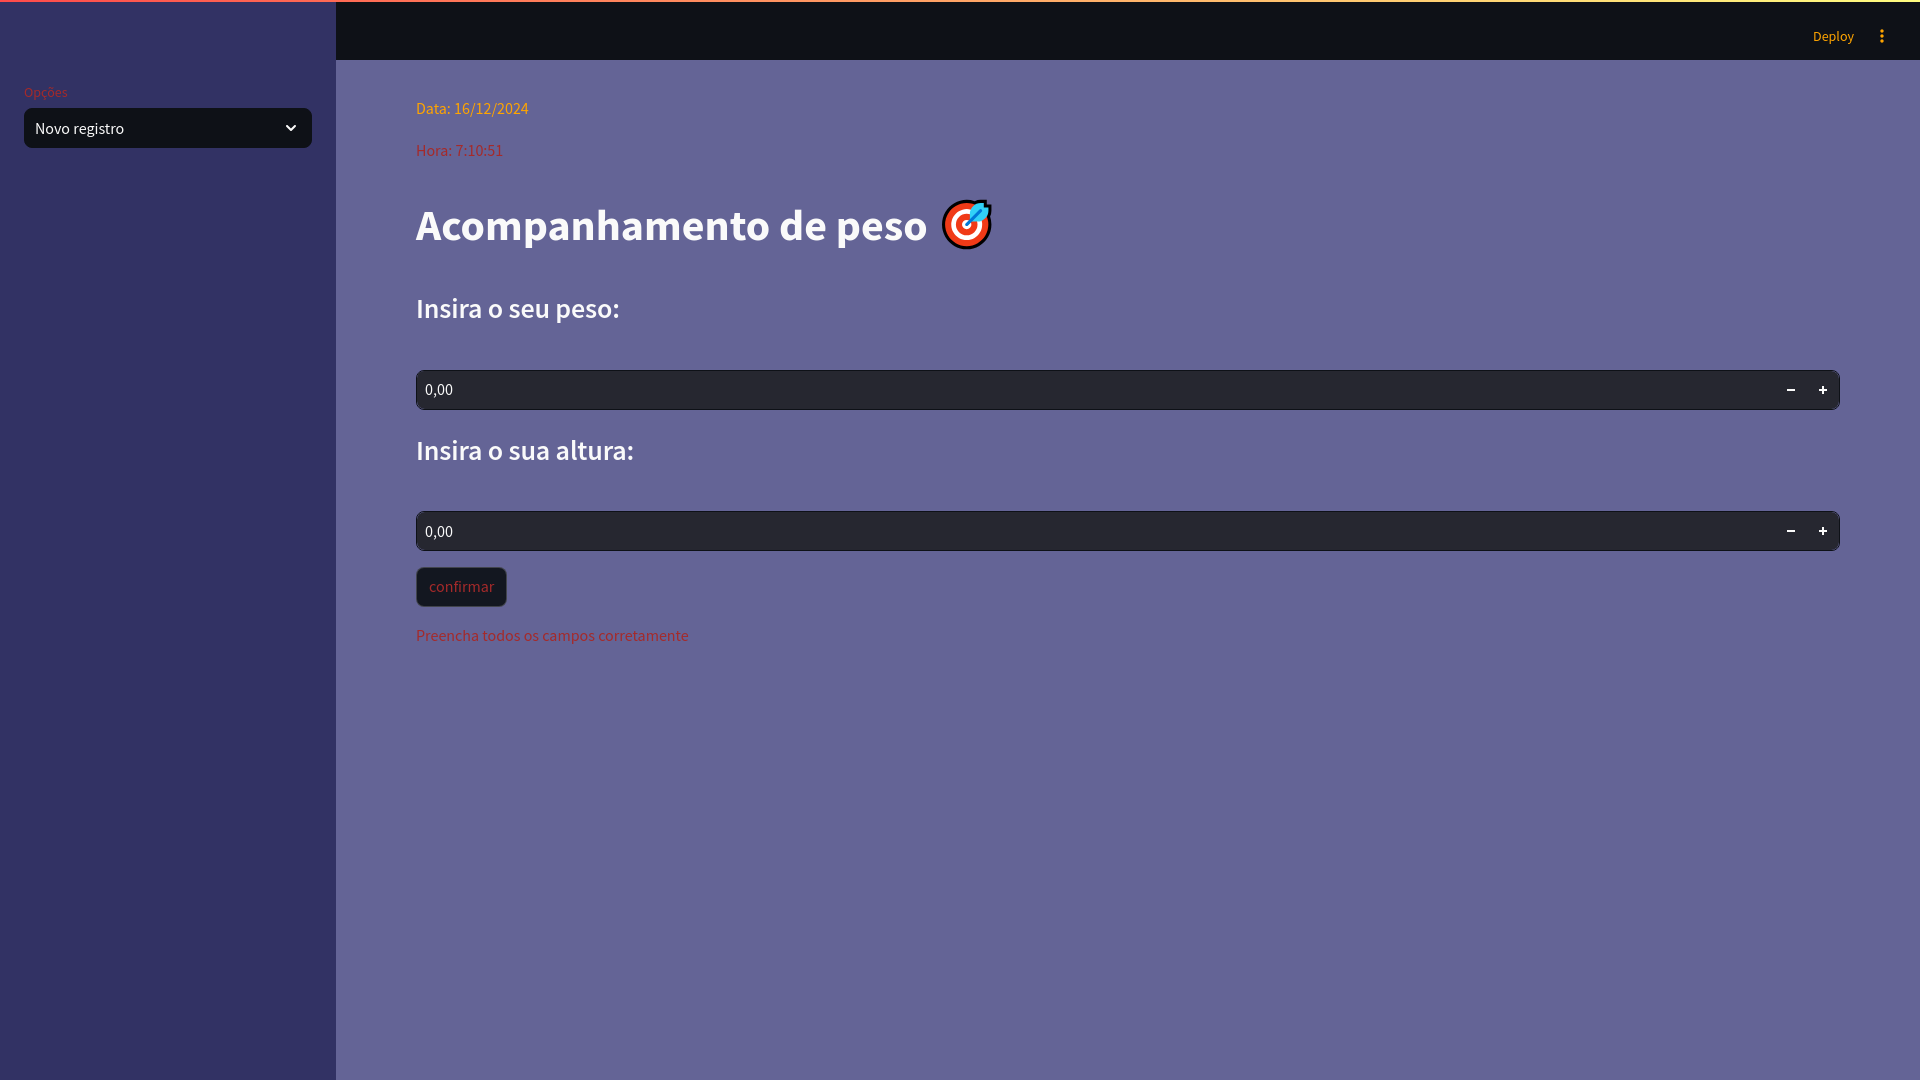 Deploy
Opções
Novo registro
Data: 16/12/2024
Hora: 7:10:51
Acompanhamento de peso 🎯
Insira o seu peso:
0,00
Insira o sua altura:
0,00
confirmar
Preencha todos os campos corretamente